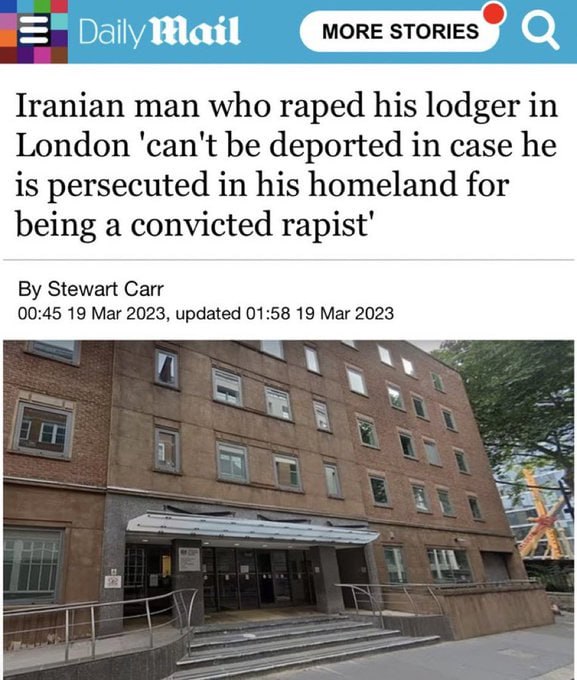 Daily Mail
MORE STORIES
Iranian man who raped his lodger in
London 'can't be deported in case he
is persecuted in his homeland for
being a convicted rapist'
By Stewart Carr
00:45 19 Mar 2023, updated 01:58 19 Mar 2023